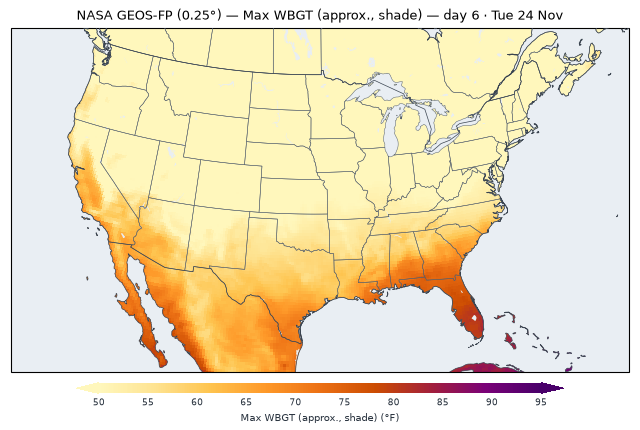 NASA GEOS-FP (0.25°) — Max WBGT (approx., shade) — day 6 · Tue 24 Nov
50 55 60 65 70 75 80 85 90 95
Max WBGT (approx., shade) (°F)